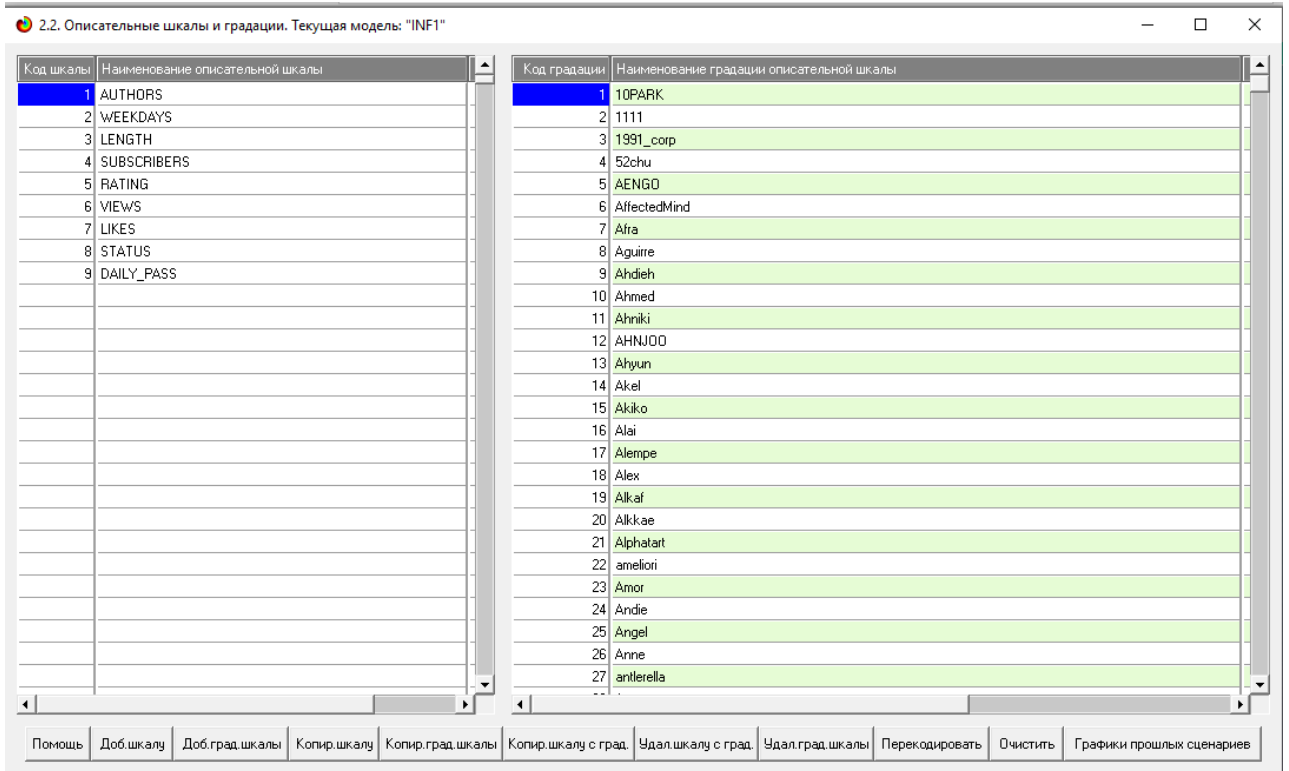 2.2. Описательные шкалы и градации. Текущая модель: "INF1"
Код шкалы Наименование описательной шкалы
1 AUTHORS
2 WEEKDAYS
3 LENGTH
4 SUBSCRIBERS
5 RATING
6 VIEWS
7 LIKES
8 STATUS
9 DAILY_PASS
Код градации Наименование градации описательной шкалы
1 10PARK
2 1111
3 1991_corp
4 52chu
5 AENGO
6 AffectedMind
7 Afra
8 Aguirre
9 Ahdieh
10 Ahmed
11 Ahniki
12 AHNJOO
13 Ahyun
14 Akel
15 Akiko
16 Alai
17 Alempe
18 Alex
19 Alkaf
20 Alkkae
21 Alphatart
22 ameliori
23 Amor
24 Andie
25 Angel
26 Anne
27 antlerella
Помощь Доб.шкалу Доб.град.шкалы Копир.шкалу Копир.град.шкалы Копир.шкалу с град. Удал.шкалу с град. Удал.град.шкалы Перекодировать Очистить Графики прошлых сценариев